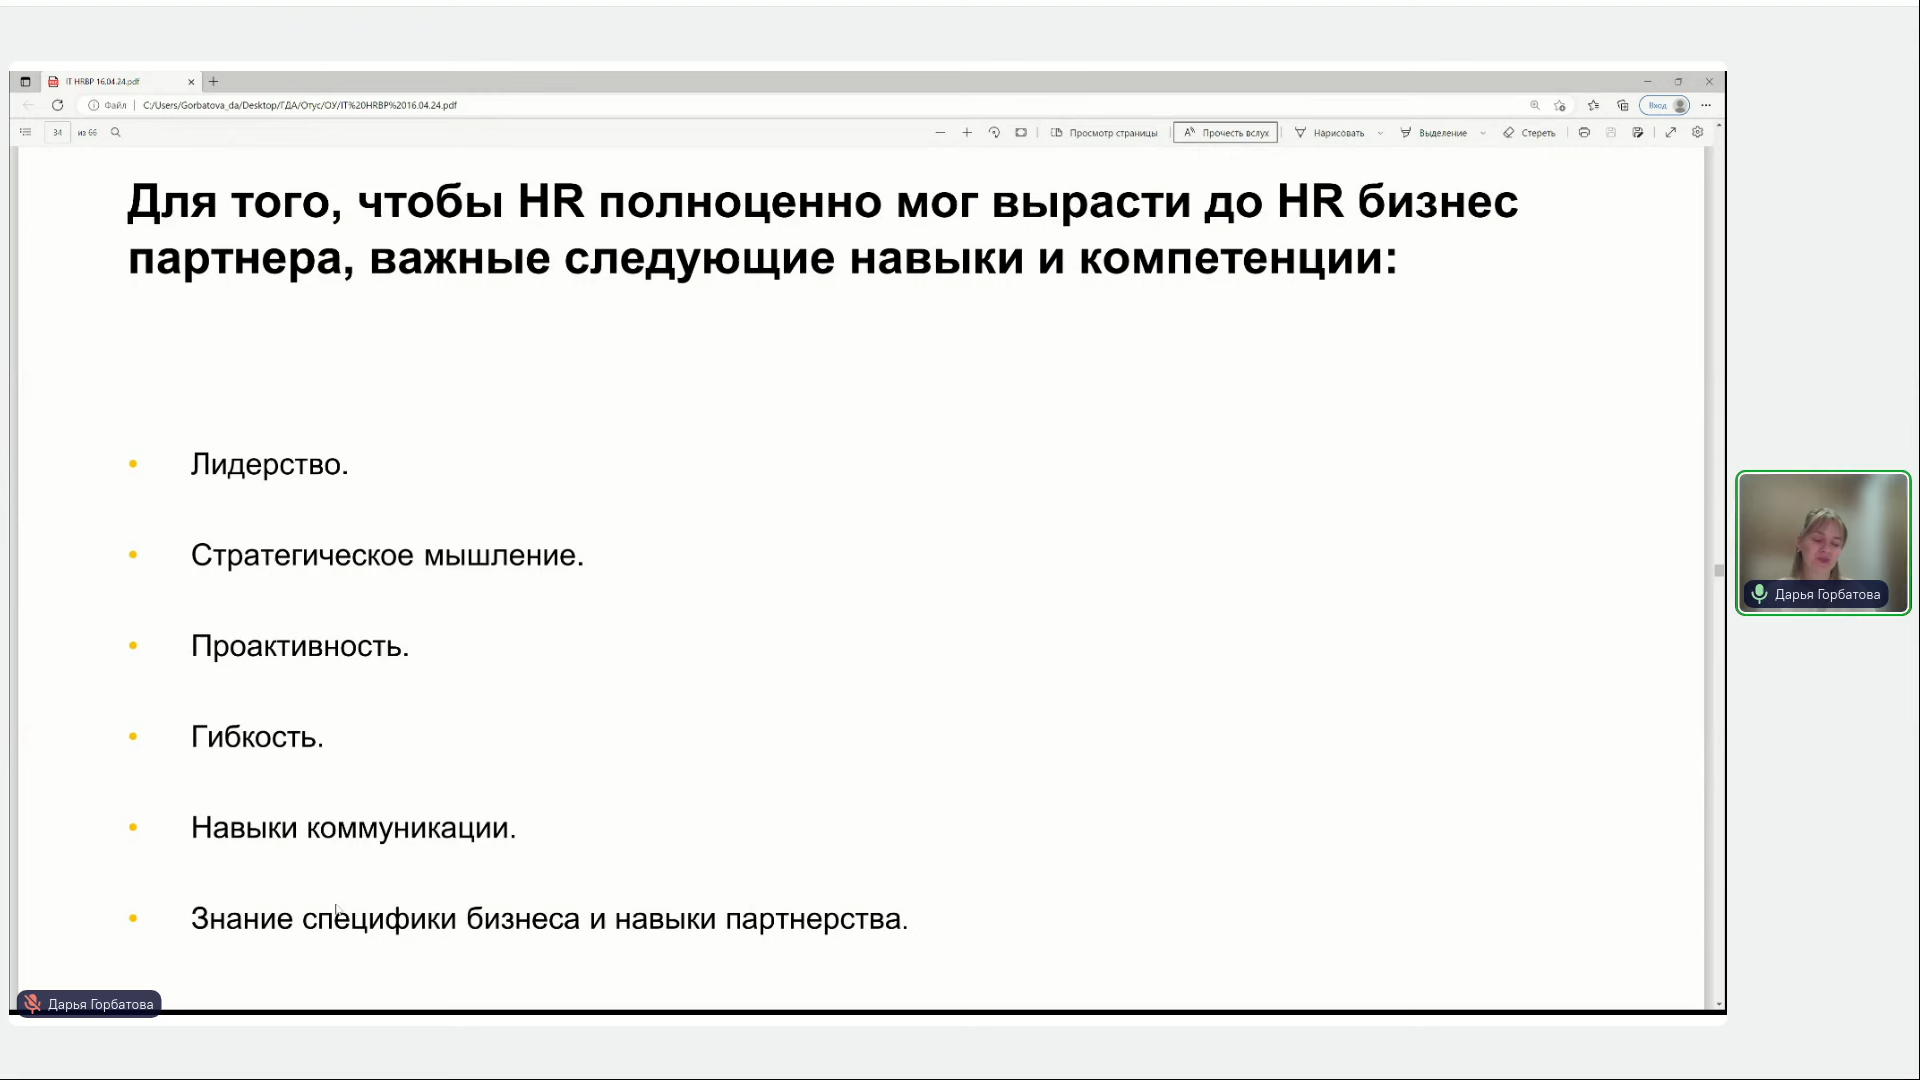 IT HRBP 16.04.24.pdf
Файл
C:/Users/Gorbatova_da/Desktop/ГДА/Отус/ОУ/IT%20HRBP%2016.04.24.pdf
Вход
34 из 66
Просмотр страницы
Прочесть вслух
Нарисовать
Выделение
Стереть
Для того, чтобы HR полноценно мог вырасти до HR бизнес
партнера, важные следующие навыки и компетенции:
• Лидерство.
• Стратегическое мышление.
• Проактивность.
• Гибкость.
• Навыки коммуникации.
• Знание специфики бизнеса и навыки партнерства.
Дарья Горбатова
Дарья Горбатова